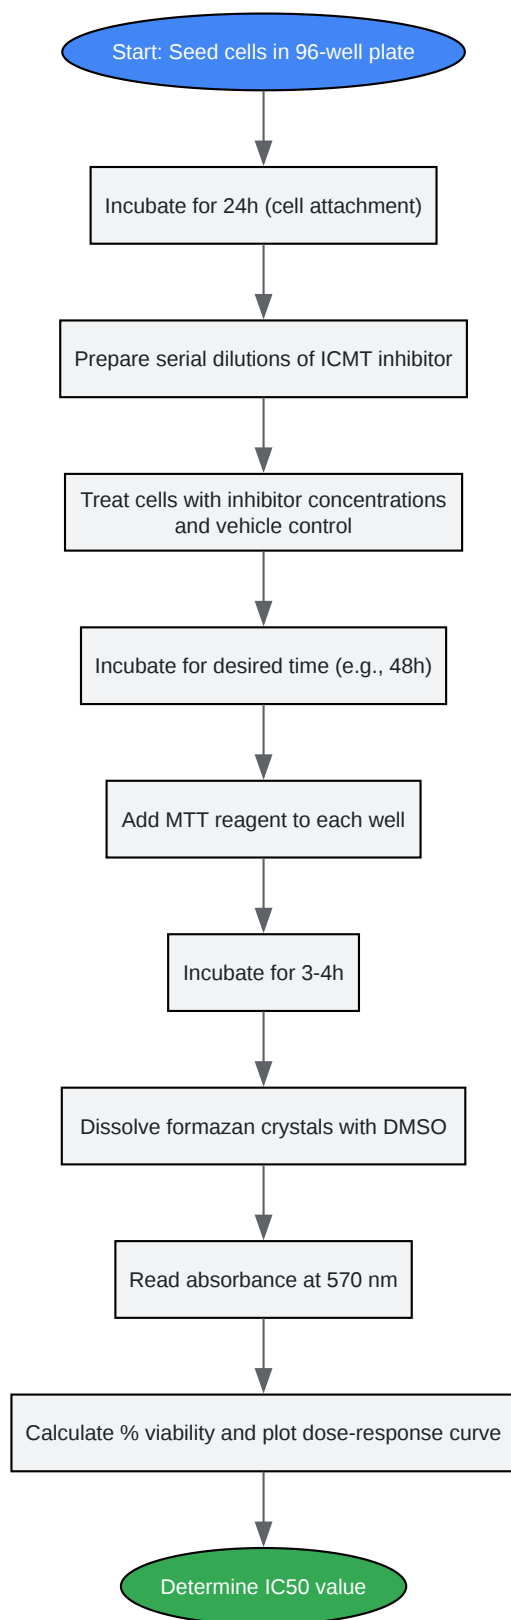 Start: Seed cells in 96-well plate
Incubate for 24h (cell attachment)
Prepare serial dilutions of ICMT inhibitor
Treat cells with inhibitor concentrations
and vehicle control
Incubate for desired time (e.g., 48h)
Add MTT reagent to each well
Incubate for 3-4h
Dissolve formazan crystals with DMSO
Read absorbance at 570 nm
Calculate % viability and plot dose-response curve
Determine IC50 value